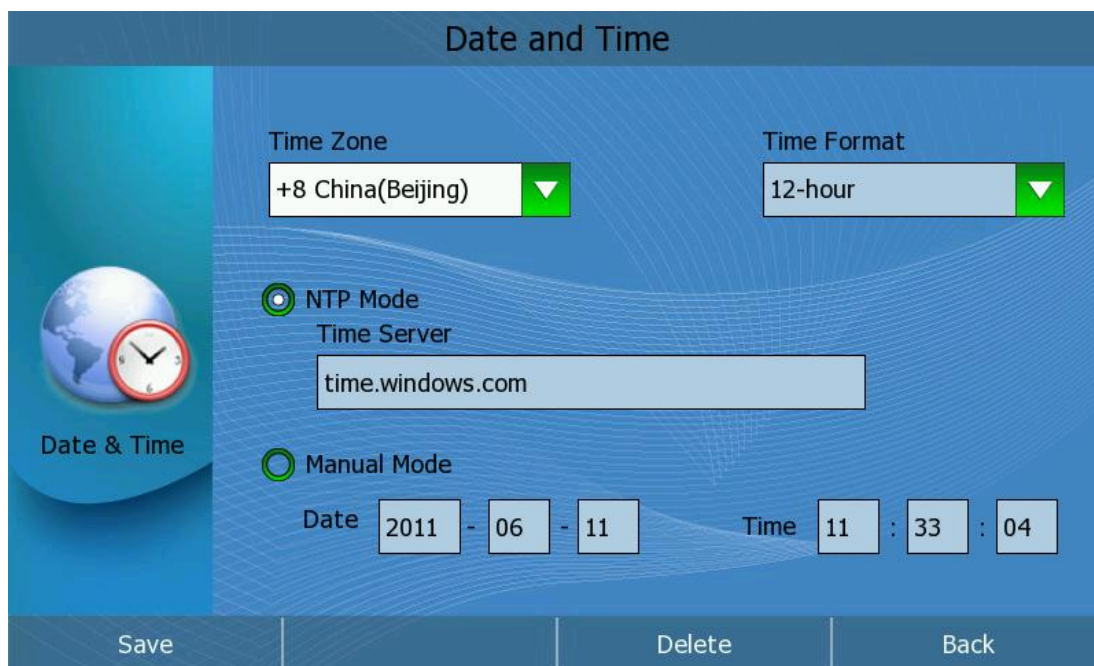 Date and Time
Time Zone
Time Format
+8 China(Beijing)
12-hour
NTP Mode
Time Server
time.windows.com
Date & Time
Manual Mode
Date 2011 - 06 - 11 Time 11 : 33 : 04
Save Delete Back